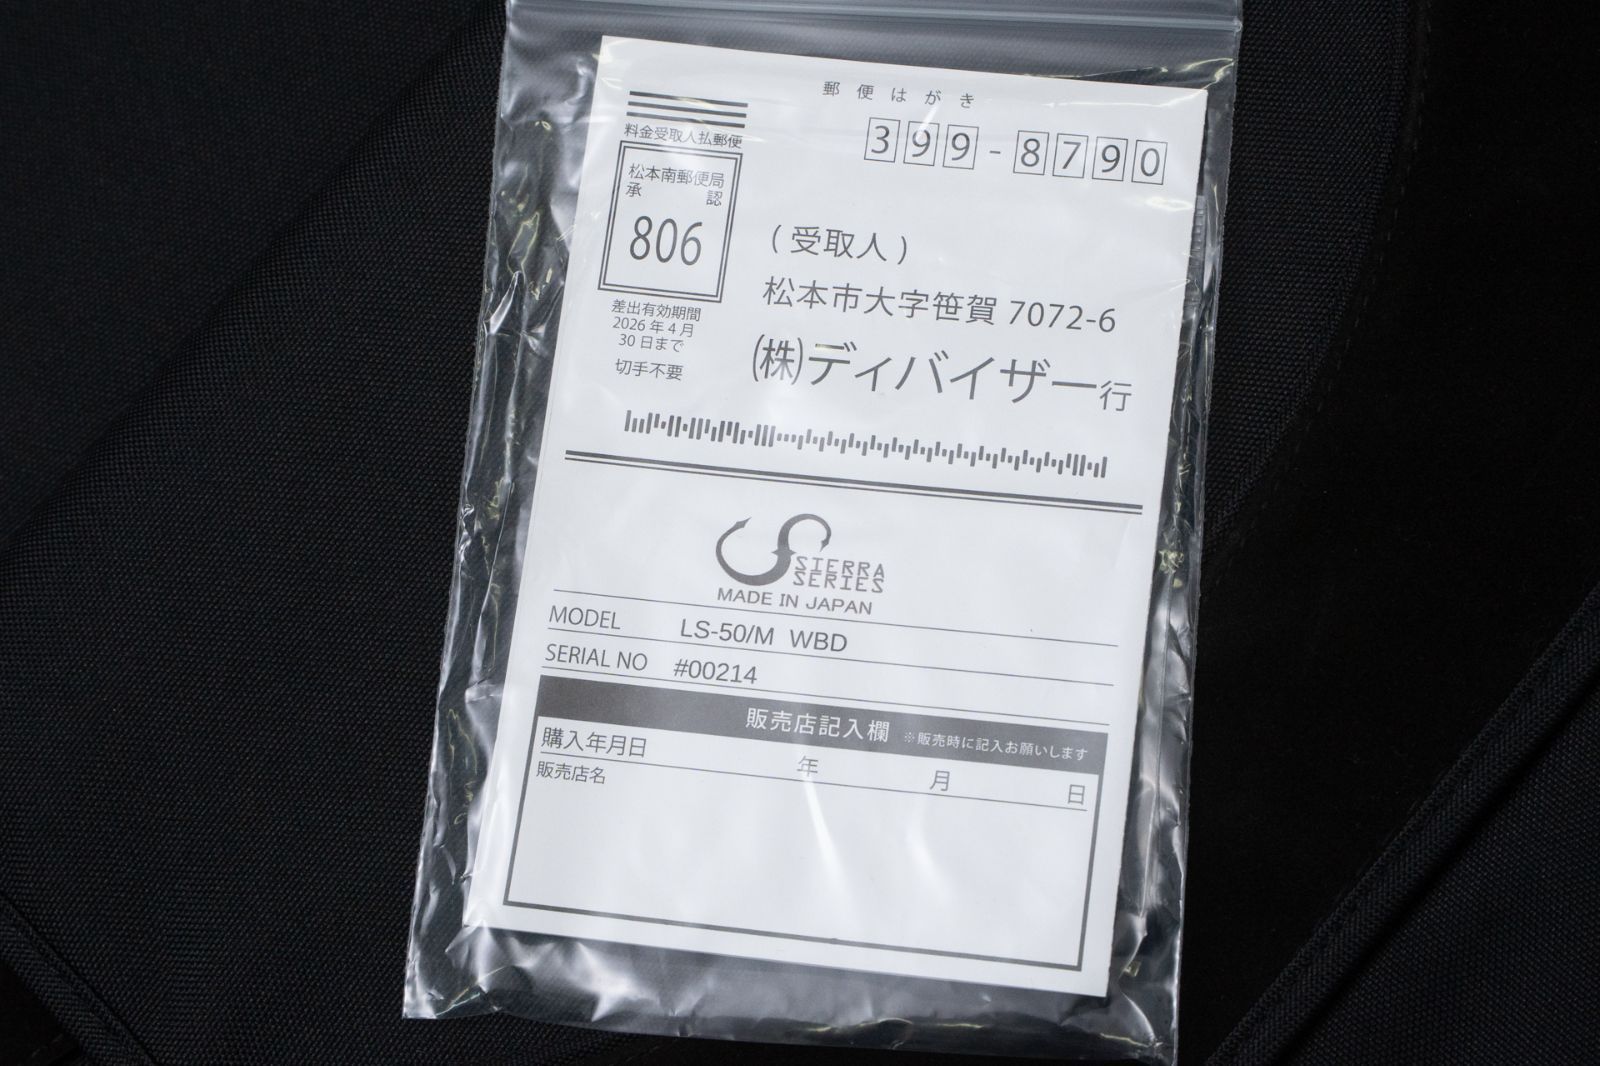 郵便はがき
料金受取人払郵便
399-8790
松本南郵便局
承認
806
差出有効期間
2026年4月
30日まで
切手不要
(受取人)
松本市大字笹賀 7072-6
㈱ディバイザー行
SIERRA
SERIES
MADE IN JAPAN
MODEL LS-50/M WBD
SERIAL NO #00214
販売店記入欄 ※販売時に記入お願いします
購入年月日 年 月 日
販売店名